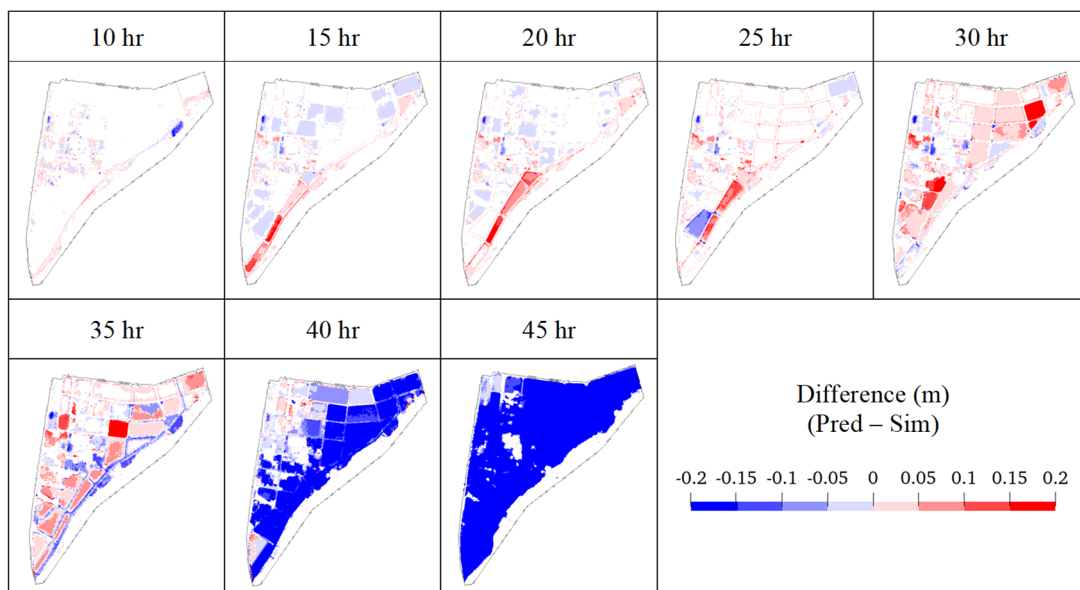 10 hr
15 hr
20 hr
25 hr
30 hr
35 hr
40 hr
45 hr
Difference (m)
(Pred – Sim)
-0.2 -0.15 -0.1 -0.05 0 0.05 0.1 0.15 0.2